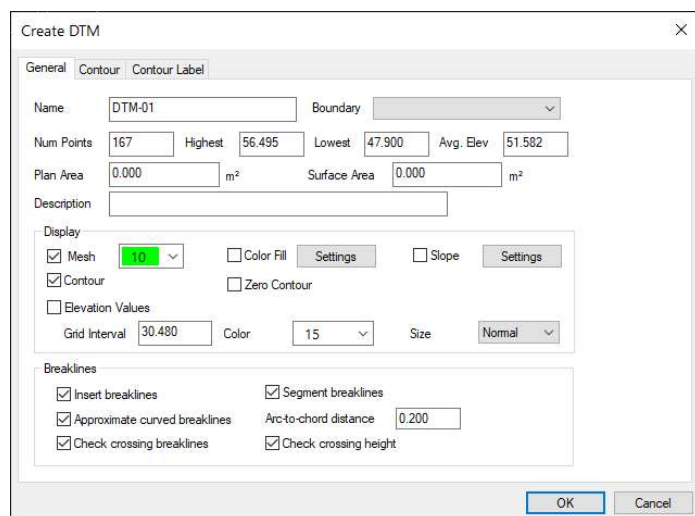 Create DTM
General Contour Contour Label
Name DTM-01 Boundary
Num Points 167 Highest 56.495 Lowest 47.900 Avg. Elev 51.582
Plan Area 0.000 m² Surface Area 0.000 m²
Description
Display
Mesh 10 Color Fill Settings Slope Settings
Contour Zero Contour
Elevation Values
Grid Interval 30.480 Color 15 Size Normal
Breaklines
Insert breaklines Segment breaklines
Approximate curved breaklines Arc-to-chord distance 0.200
Check crossing breaklines Check crossing height
OK Cancel